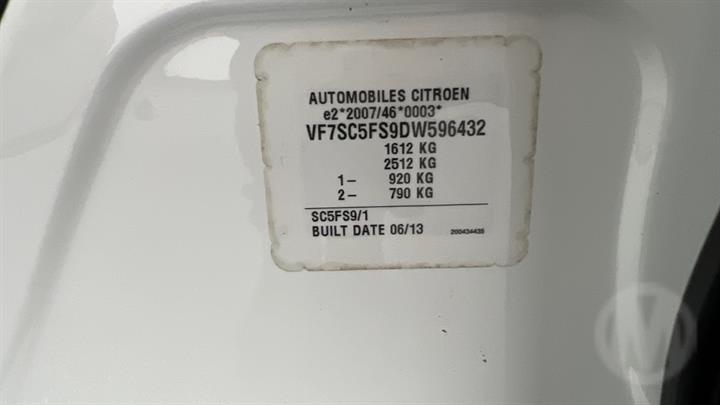 AUTOMOBILES CITROEN
e2*2007/46*0003*
VF7SC5FS9DW596432
1612 KG
2512 KG
1– 920 KG
2– 790 KG
SC5FS9/1
BUILT DATE 06/13 200434435
M